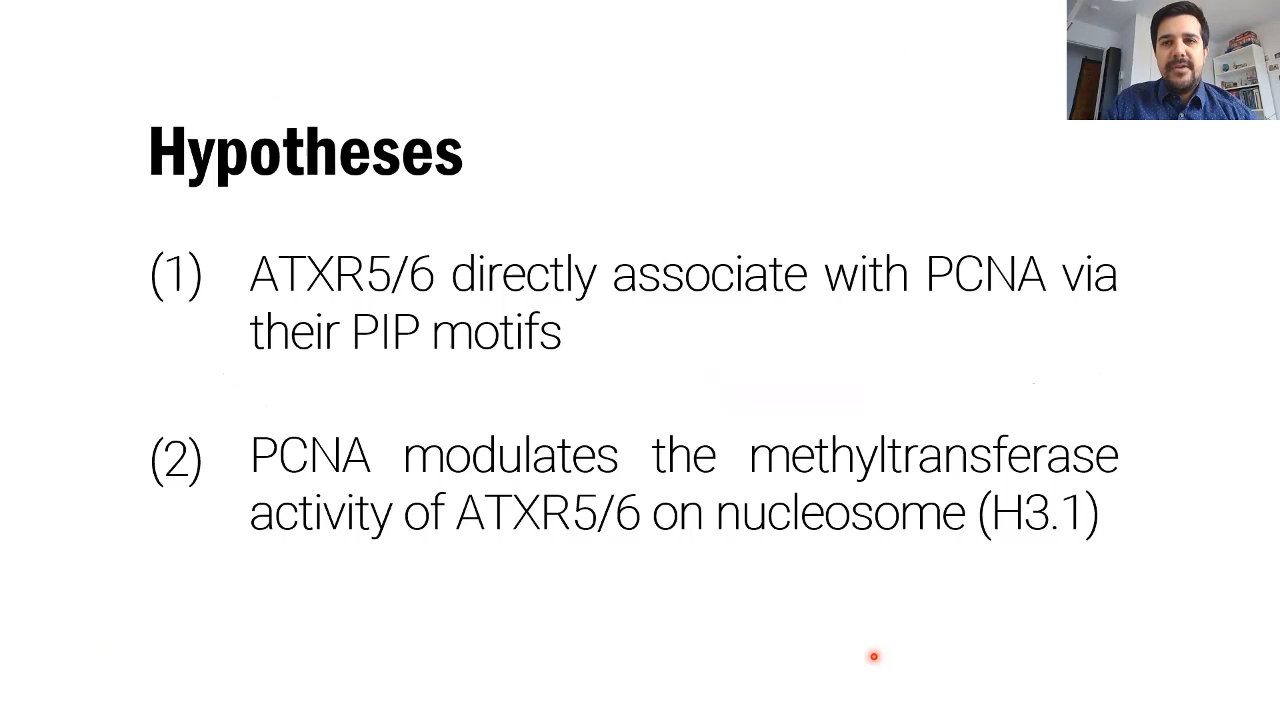 Hypotheses
(1) ATXR5/6 directly associate with PCNA via
their PIP motifs
(2) PCNA modulates the methyltransferase
activity of ATXR5/6 on nucleosome (H3.1)